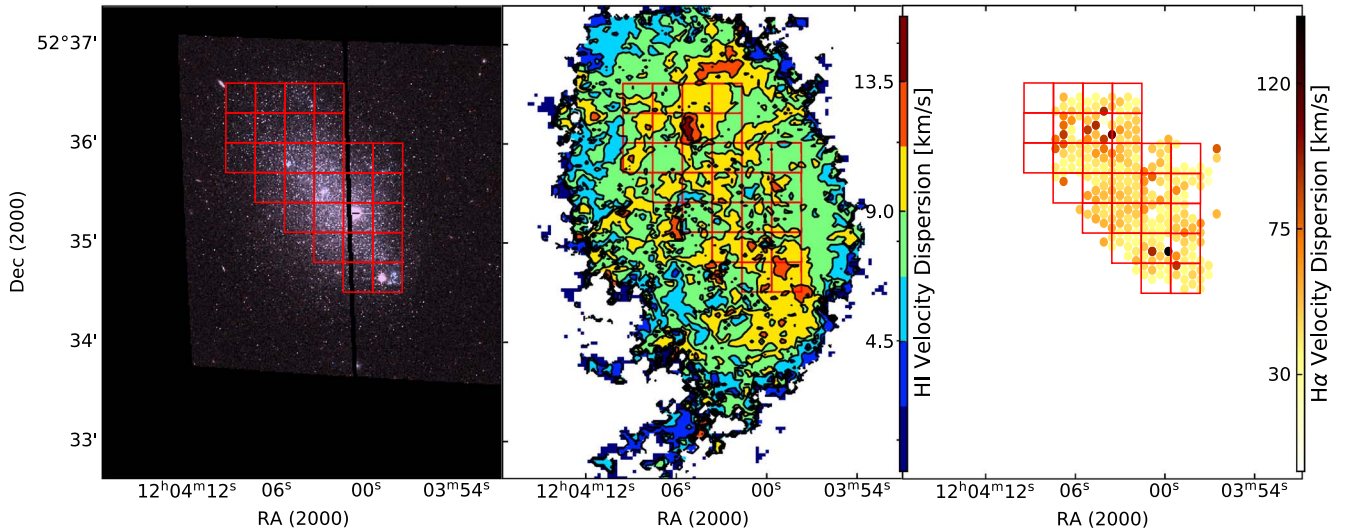 52°37'
36'
35'
34'
33'
Dec (2000)
12ʰ04ᵐ12ˢ 06ˢ 00ˢ 03ᵐ54ˢ
RA (2000)
12ʰ04ᵐ12ˢ 06ˢ 00ˢ 03ᵐ54ˢ
RA (2000)
13.5
9.0
4.5
HI Velocity Dispersion [km/s]
12ʰ04ᵐ12ˢ 06ˢ 00ˢ 03ᵐ54ˢ
RA (2000)
120
75
30
Hα Velocity Dispersion [km/s]